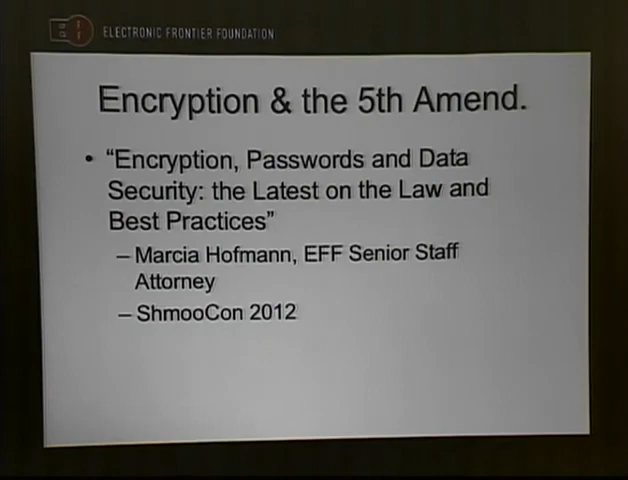 ELECTRONIC FRONTIER FOUNDATION
Encryption & the 5th Amend.
• “Encryption, Passwords and Data
Security: the Latest on the Law and
Best Practices”
– Marcia Hofmann, EFF Senior Staff
Attorney
– ShmooCon 2012